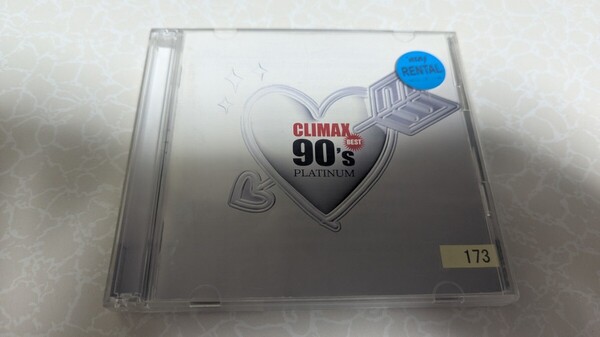 CLIMAX
BEST
90's
PLATINUM
RENTAL
173